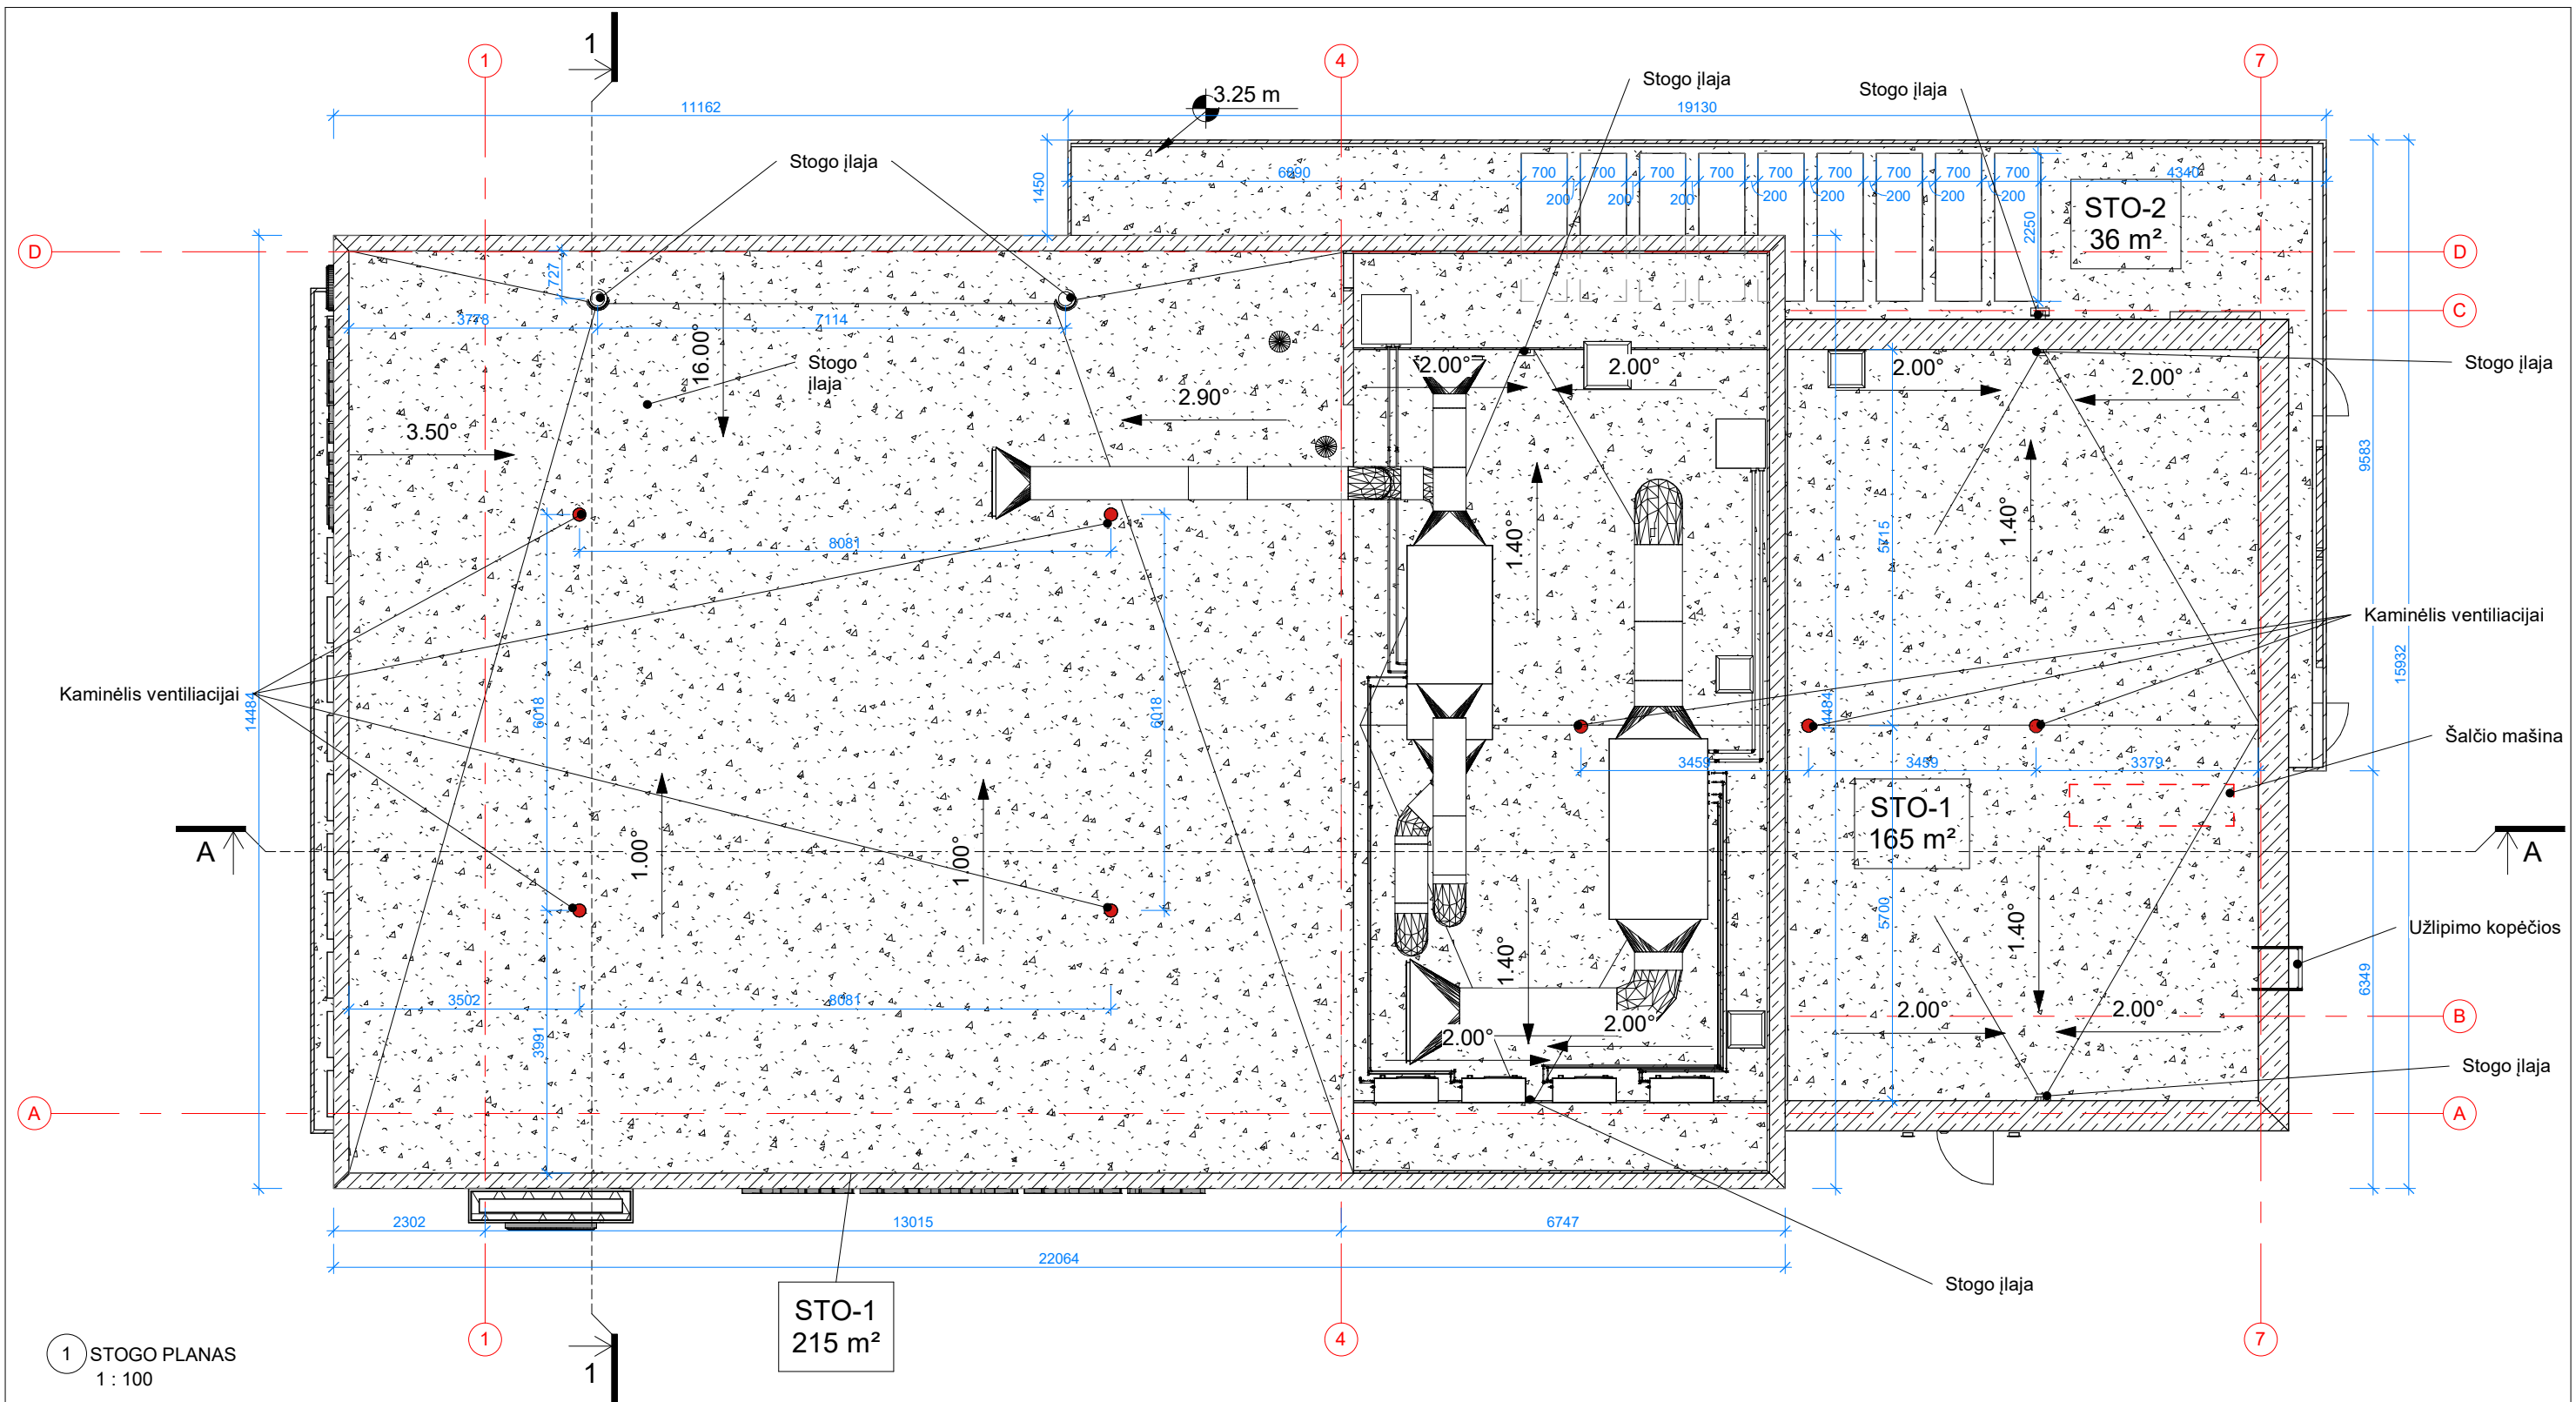 1
1
4
7
Stogo įlaja
Stogo įlaja
3.25 m
11162
19130
Stogo įlaja
1450
6890
700
700
700
700
700
700
700
700
700
4340
200
200
200
200
200
200
200
200
STO-2
36 m²
2250
D
D
C
727
3778
7114
16.00°
Stogo
įlaja
2.00°
2.00°
2.00°
2.00°
Stogo įlaja
2.90°
3.50°
9583
1.40°
1.40°
5715
8081
Kaminėlis ventiliacijai
Kaminėlis ventiliacijai
15932
14484
6018
6018
14484
Šalčio mašina
3459
3459
3379
STO-1
165 m²
A
A
1.00°
1.00°
5700
Užlipimo kopėčios
1.40°
1.40°
6349
3502
8081
2.00°
2.00°
2.00°
2.00°
B
3991
Stogo įlaja
A
A
2302
13015
6747
22064
Stogo įlaja
STO-1
215 m²
1
4
7
1 STOGO PLANAS
1 : 100
1